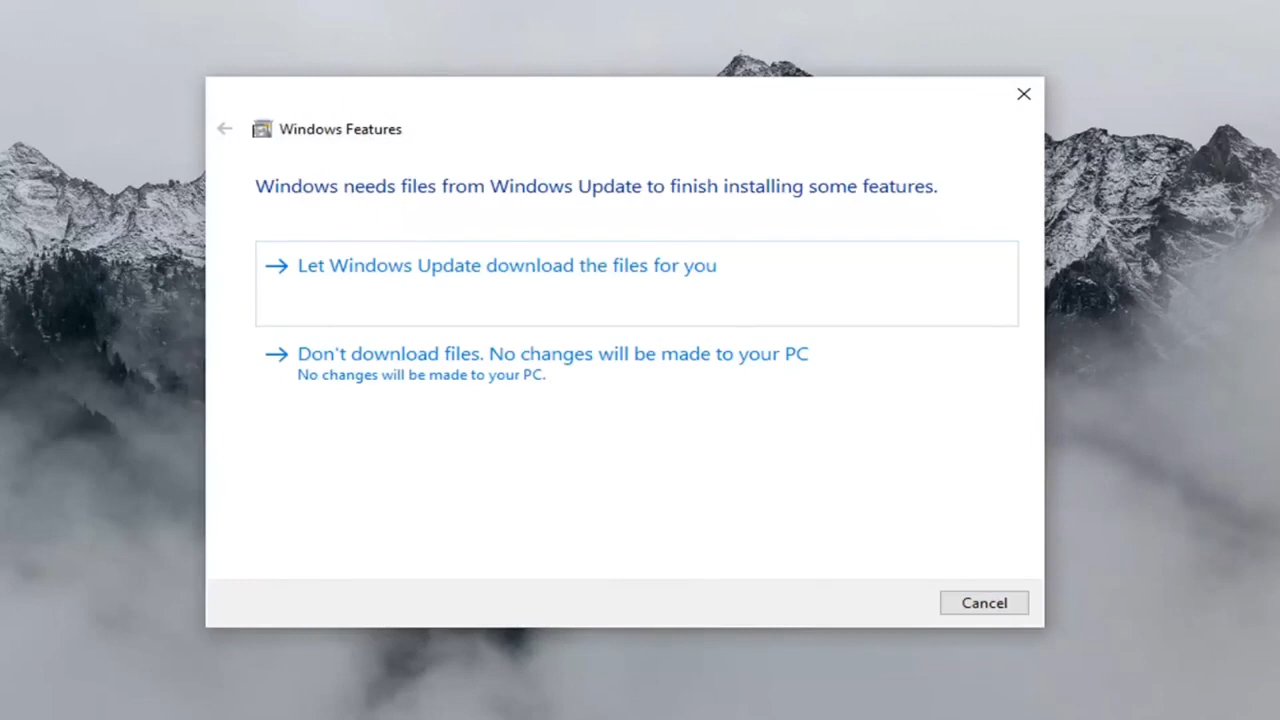 Windows Features
Windows needs files from Windows Update to finish installing some features.
Let Windows Update download the files for you
Don't download files. No changes will be made to your PC
No changes will be made to your PC.
Cancel